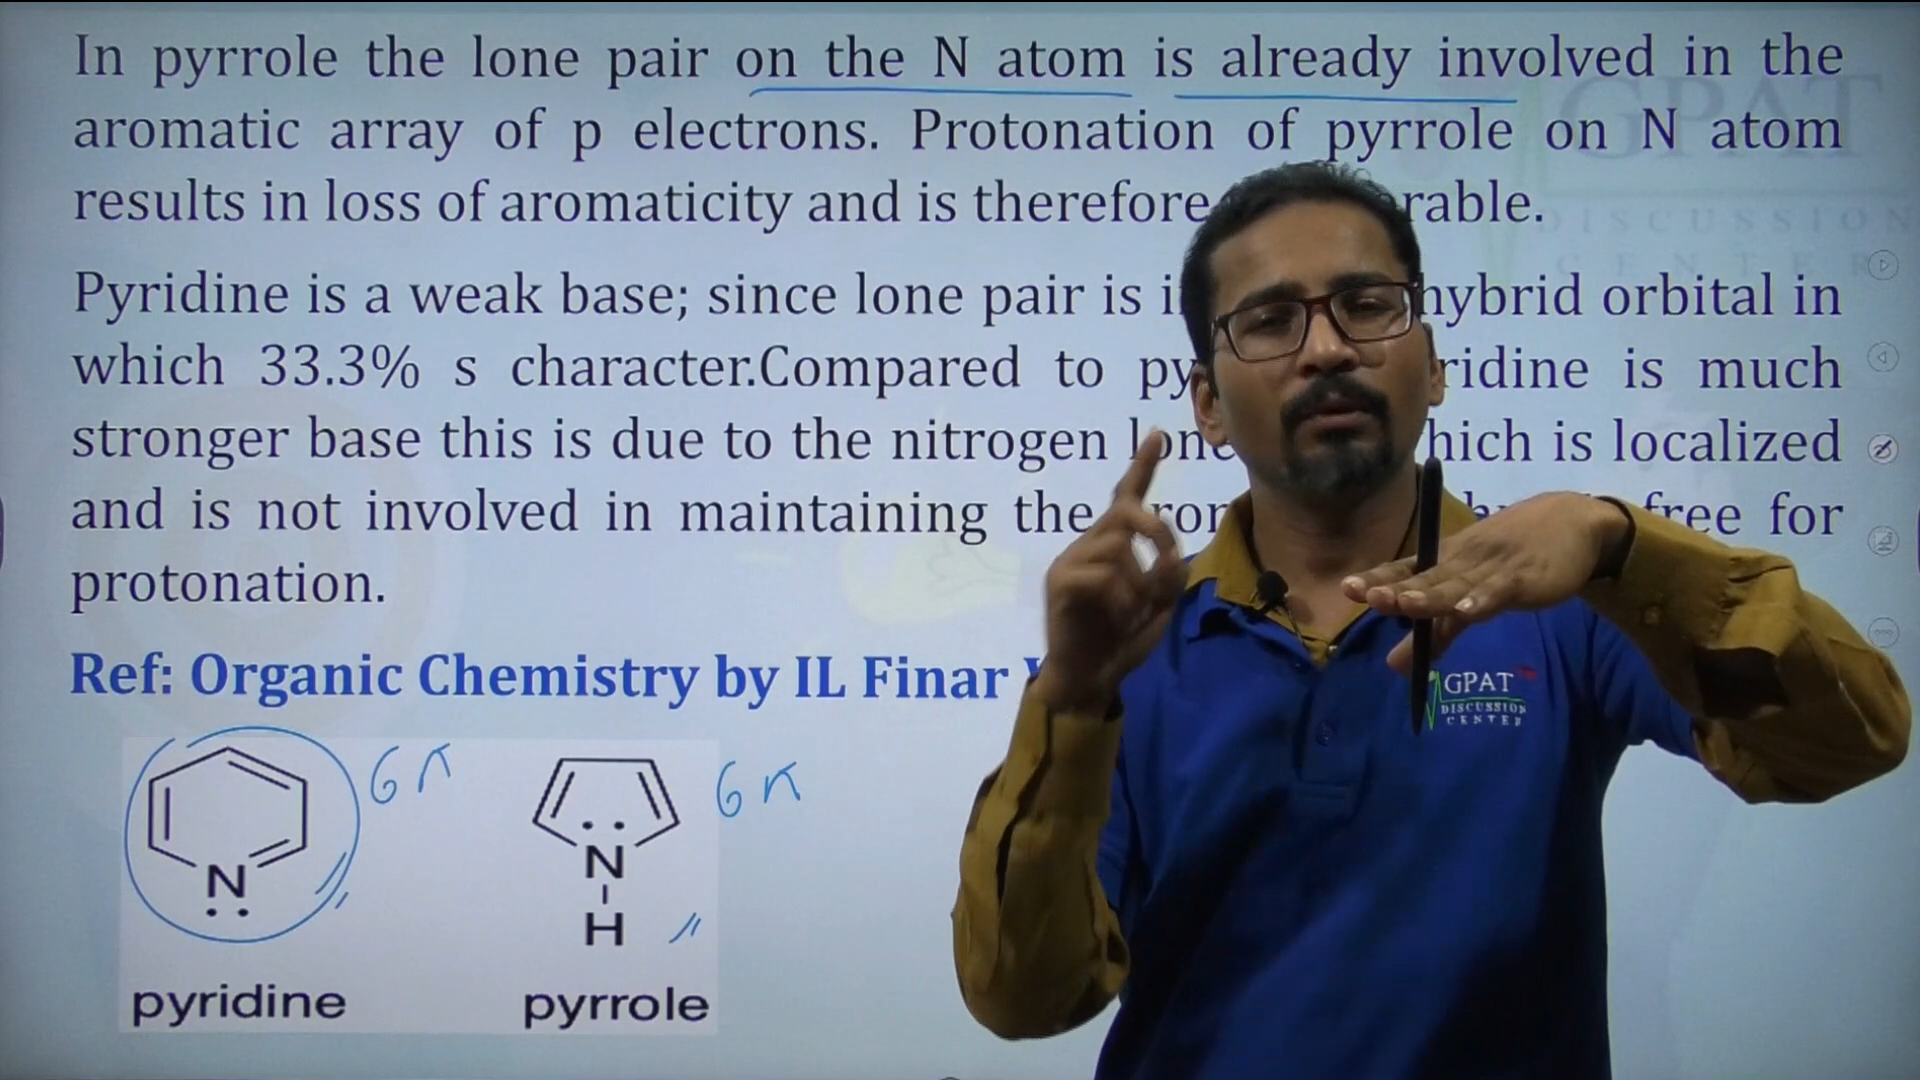 In pyrrole the lone pair on the N atom is already involved in the
aromatic array of p electrons. Protonation of pyrrole on N atom
results in loss of aromaticity and is therefore
Pyridine is a weak base; since lone pair is hybrid orbital in
which 33.3% s character.Compared to is much
stronger base this is due to the nitrogen is localized
and is not involved in maintaining the free for
protonation.
Ref: Organic Chemistry by IL Finar
6π
6π
N
N
H
pyridine
pyrrole
GPAT
DISCUSSION
CENTER
GPAT
DISCUSSION
CENTER